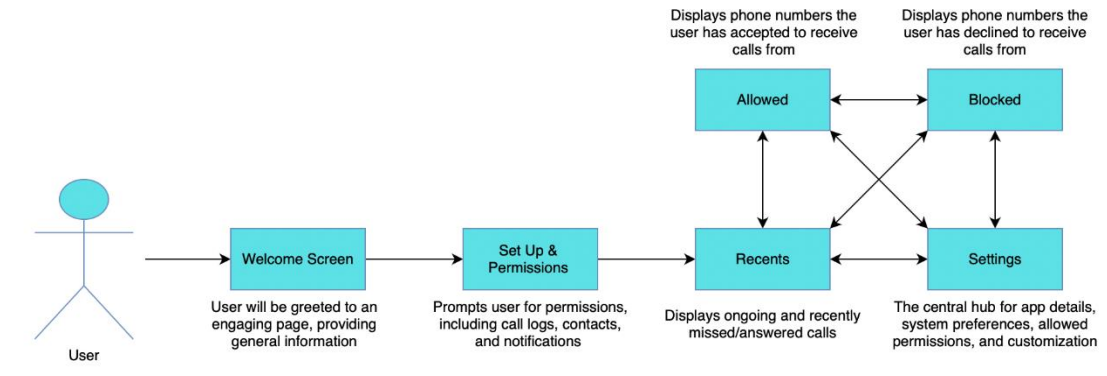 Displays phone numbers the
user has accepted to receive
calls from
Displays phone numbers the
user has declined to receive
calls from
Allowed
Blocked
Welcome Screen
Set Up &
Permissions
Recents
Settings
User will be greeted to an
engaging page, providing
general information
Prompts user for permissions,
including call logs, contacts,
and notifications
Displays ongoing and recently
missed/answered calls
The central hub for app details,
system preferences, allowed
permissions, and customization
User